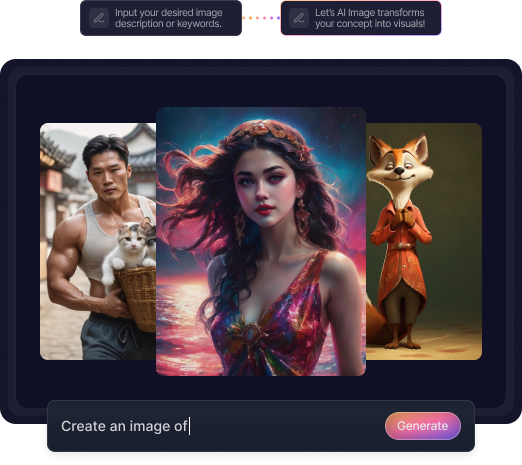 Input your desired image
description or keywords.
Let's AI Image transforms
your concept into visuals!
Create an image of
Generate